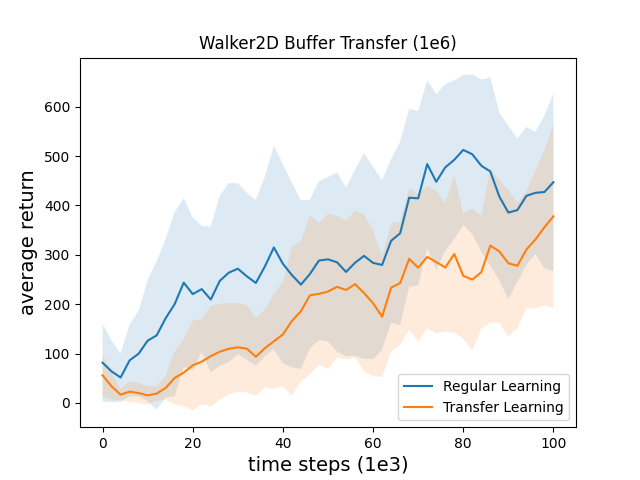 Walker2D Buffer Transfer (1e6)
average return
600
500
400
300
200
100
0
0 20 40 60 80 100
time steps (1e3)
Regular Learning
Transfer Learning